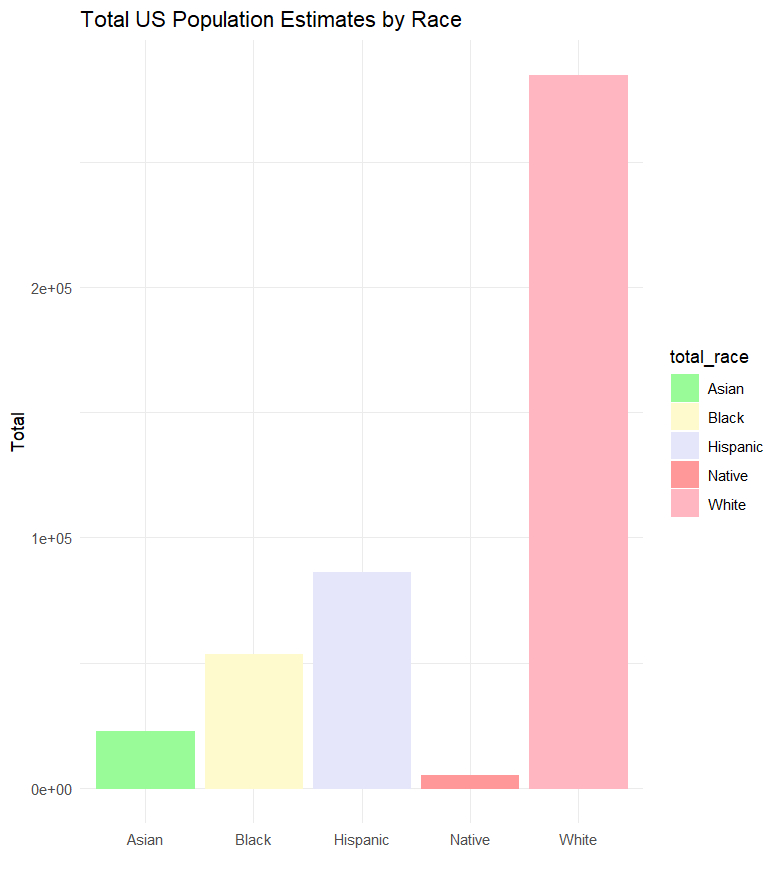 Total US Population Estimates by Race
Total
2e+05
1e+05
0e+00
Asian
Black
Hispanic
Native
White
total_race
Asian
Black
Hispanic
Native
White